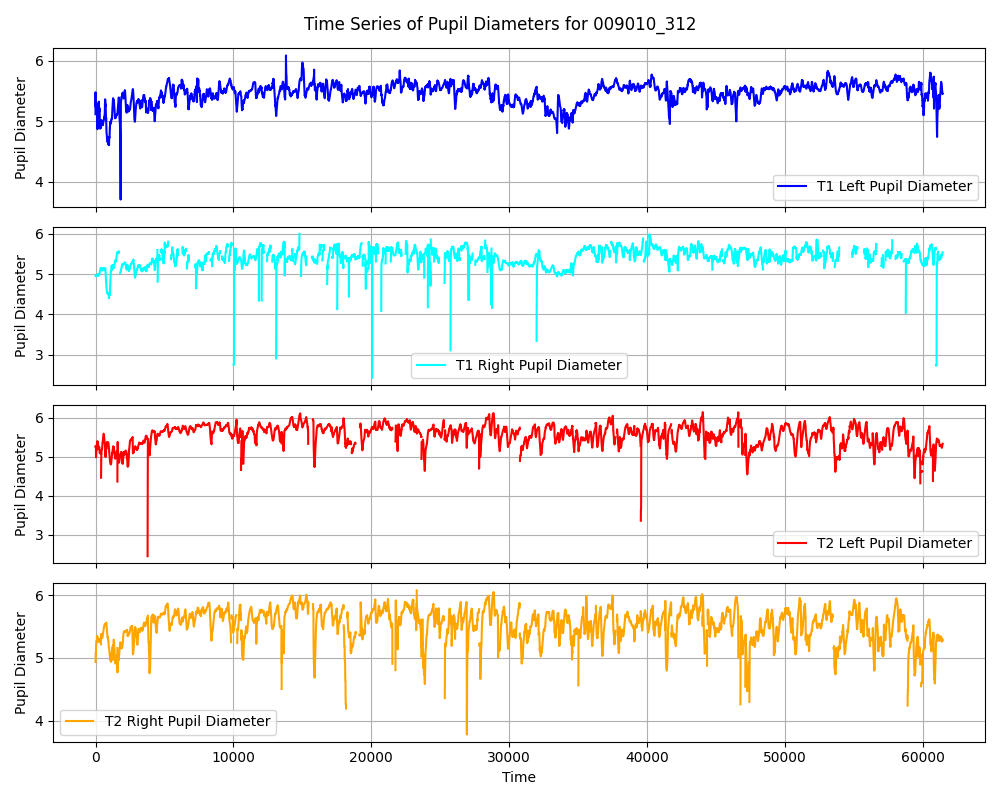 Time Series of Pupil Diameters for 009010_312
Pupil Diameter
6
5
4
T1 Left Pupil Diameter
Pupil Diameter
6
5
4
3
T1 Right Pupil Diameter
Pupil Diameter
6
5
4
3
T2 Left Pupil Diameter
Pupil Diameter
6
5
4
T2 Right Pupil Diameter
0 10000 20000 30000 40000 50000 60000
Time